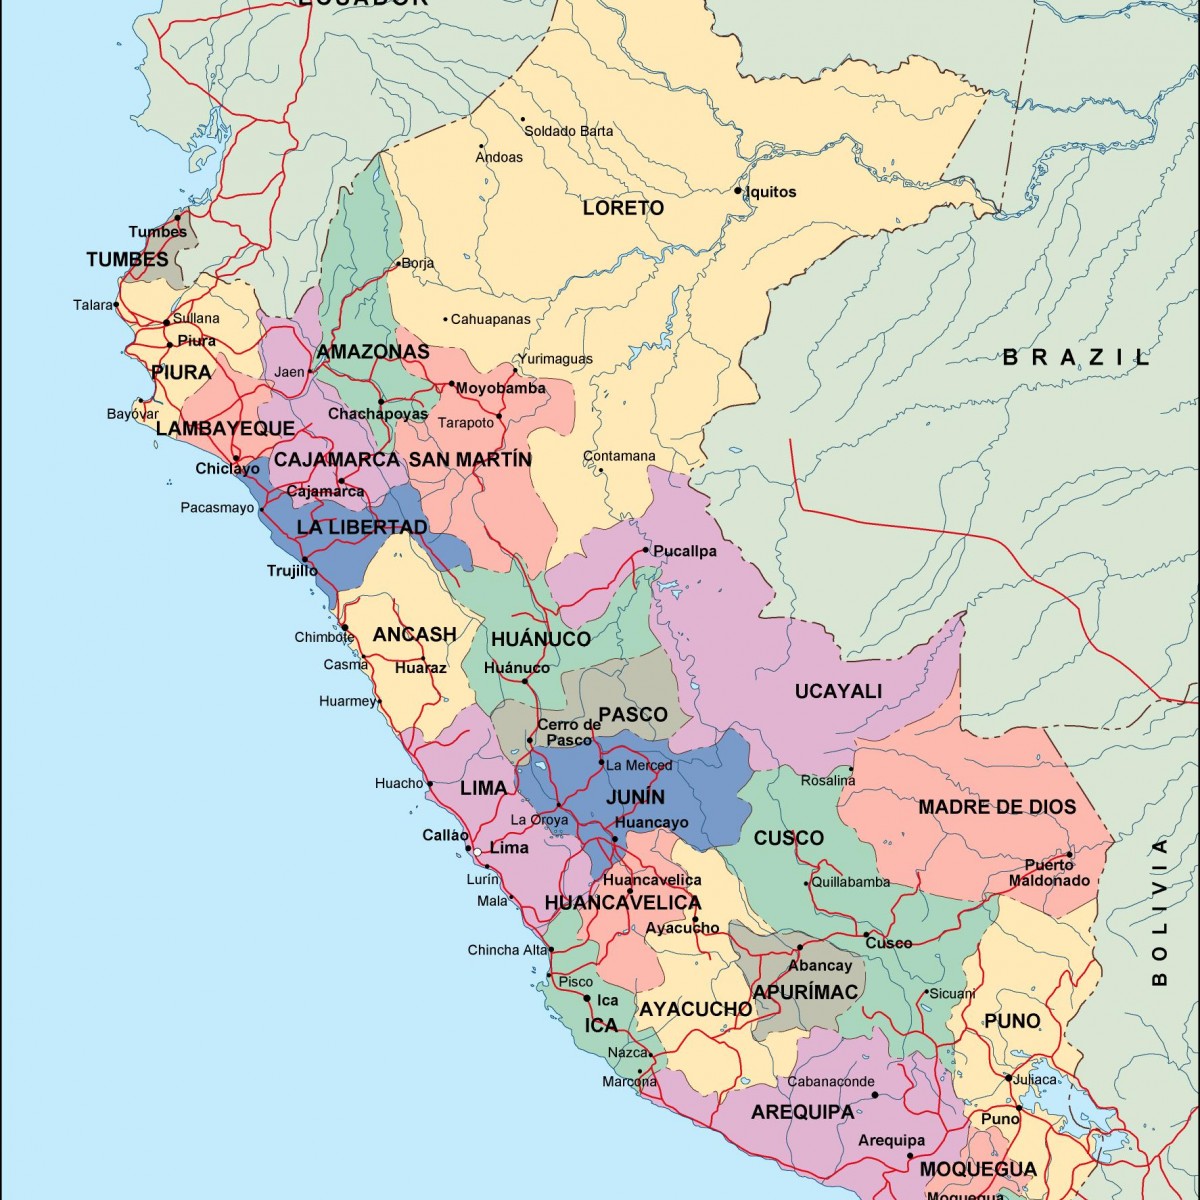 ECUADOR
Soldado Barta
Andoas
Iquitos
LORETO
Tumbes
TUMBES
Borja
Talara
Sullana
Cahuapanas
Piura
AMAZONAS
Yurimaguas
BRAZIL
PIURA
Jaen
Moyobamba
Bayóvar
Chachapoyas
Tarapoto
LAMBAYEQUE
Contamana
CAJAMARCA
SAN MARTÍN
Chiclayo
Cajamarca
Pacasmayo
LA LIBERTAD
Pucallpa
Trujillo
Chimbote
ANCASH
HUÁNUCO
Casma
Huaraz
Huánuco
UCAYALI
Huarmey
PASCO
Cerro de
Pasco
La Merced
Rosalina
Huacho
LIMA
JUNÍN
MADRE DE DIOS
La Oroya
Huancayo
Callao
CUSCO
Lima
Puerto
Maldonado
BOLIVIA
Lurín
Huancavelica
Quillabamba
Mala
HUANCAVELICA
Ayacucho
Chincha Alta
Cusco
Abancay
Pisco
APURÍMAC
Sicuani
Ica
ICA
AYACUCHO
PUNO
Nazca
Marcona
Cabanaconde
Juliaca
AREQUIPA
Puno
Arequipa
MOQUEGUA
Moquegua